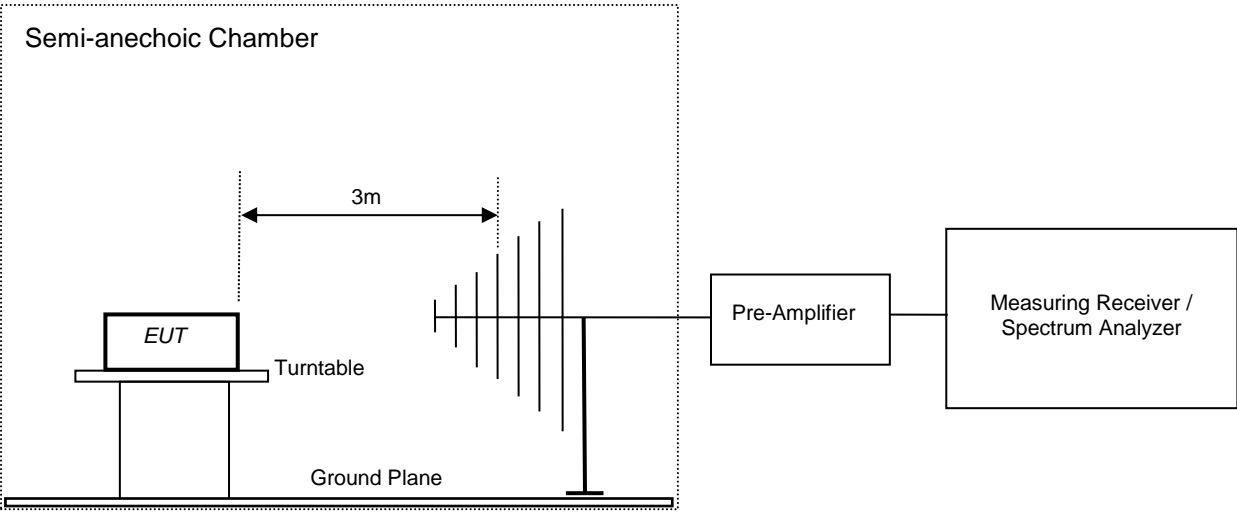 Semi-anechoic Chamber
3m
EUT
Turntable
Ground Plane
Pre-Amplifier
Measuring Receiver /
Spectrum Analyzer